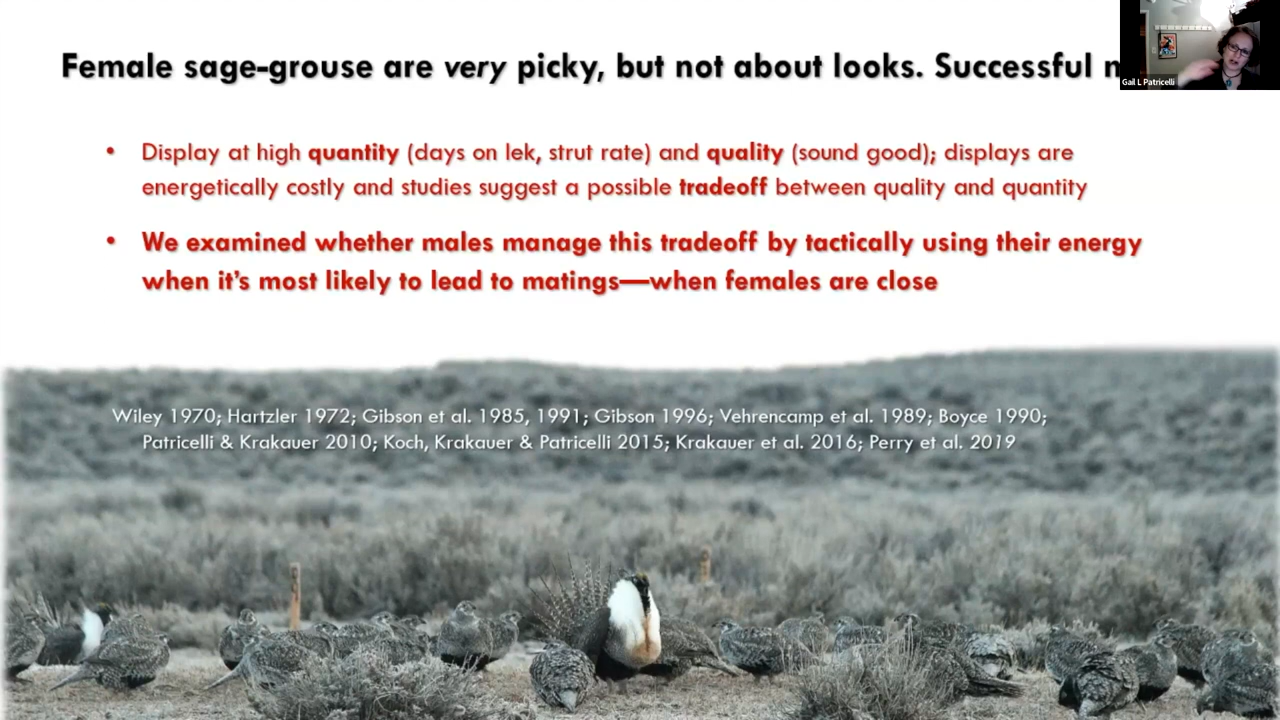 Female sage-grouse are very picky, but not about looks. Successful
Gail L Patricelli
• Display at high quantity (days on lek, strut rate) and quality (sound good); displays are
energetically costly and studies suggest a possible tradeoff between quality and quantity
• We examined whether males manage this tradeoff by tactically using their energy
when it’s most likely to lead to matings—when females are close
Wiley 1970; Hartzler 1972; Gibson et al. 1985, 1991; Gibson 1996; Vehrencamp et al. 1989; Boyce 1990;
Patricelli & Krakauer 2010; Koch, Krakauer & Patricelli 2015; Krakauer et al. 2016; Perry et al. 2019